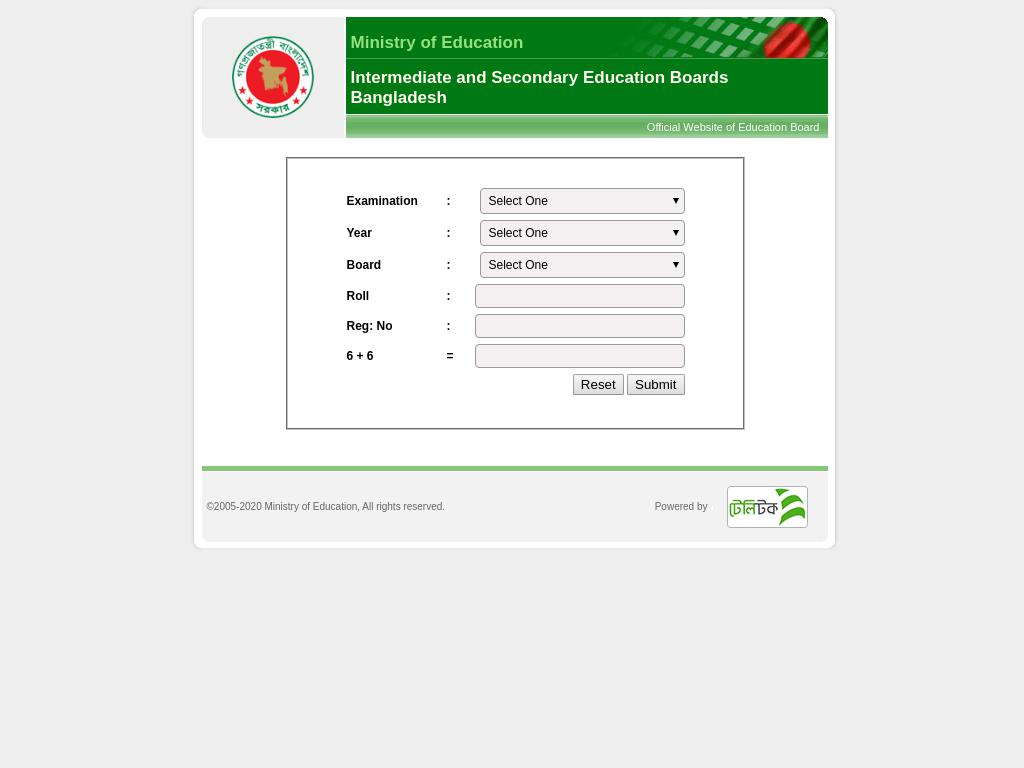 গণপ্রজাতন্ত্রী বাংলাদেশ
সরকার
Ministry of Education
Intermediate and Secondary Education Boards
Bangladesh
Official Website of Education Board
Examination : Select One
Year : Select One
Board : Select One
Roll :
Reg: No :
6 + 6 =
Reset Submit
©2005-2020 Ministry of Education, All rights reserved.
Powered by টেলিটক